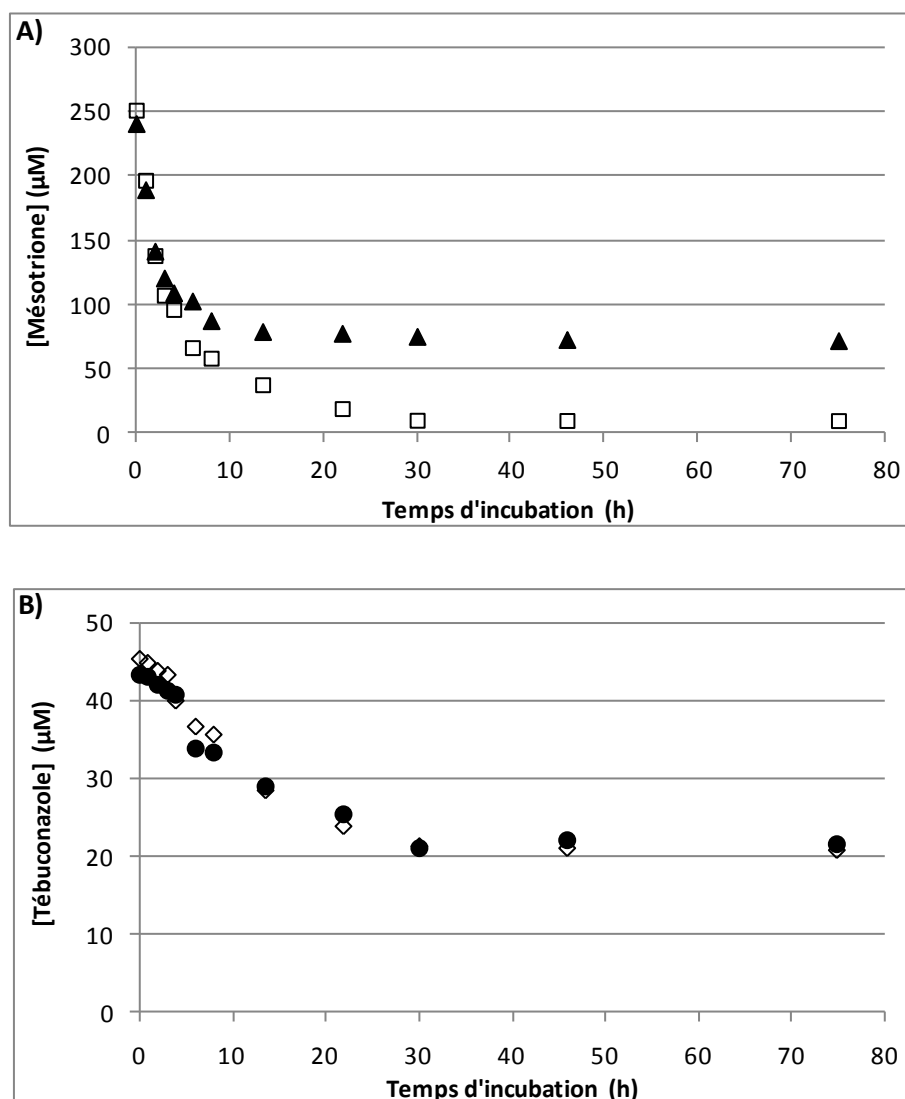 A)
300
250
200
150
100
50
0
[Mésotrione] (µM)
0 10 20 30 40 50 60 70 80
Temps d'incubation (h)
B)
50
40
30
20
10
0
[Tébuconazole] (µM)
0 10 20 30 40 50 60 70 80
Temps d'incubation (h)